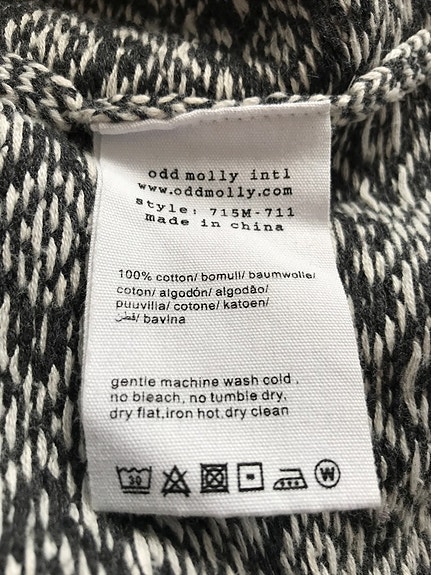 odd molly intl
www.oddmolly.com
style: 715M-711
made in china
100% cotton/ bomull/ baumwolle/
coton/ algodón/ algodão/
puuvilla/ cotone/ katoen/
قطن/ bavlna
gentle machine wash cold ,
no bleach, no tumble dry,
dry flat,iron hot,dry clean
30
W